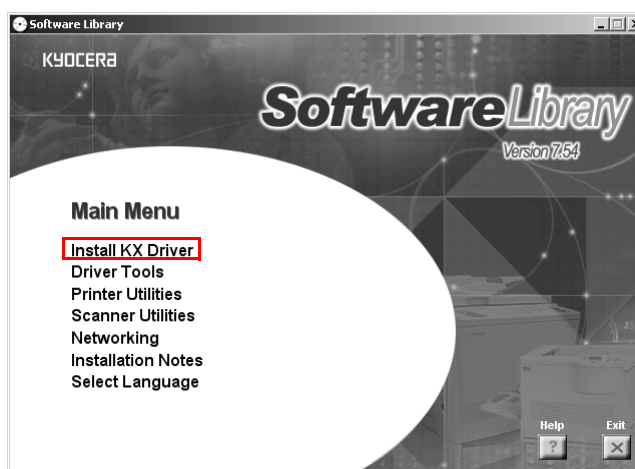 Software Library
KYOCERA
SoftwareLibrary
Version 7.54
Main Menu
Install KX Driver
Driver Tools
Printer Utilities
Scanner Utilities
Networking
Installation Notes
Select Language
Help Exit
?